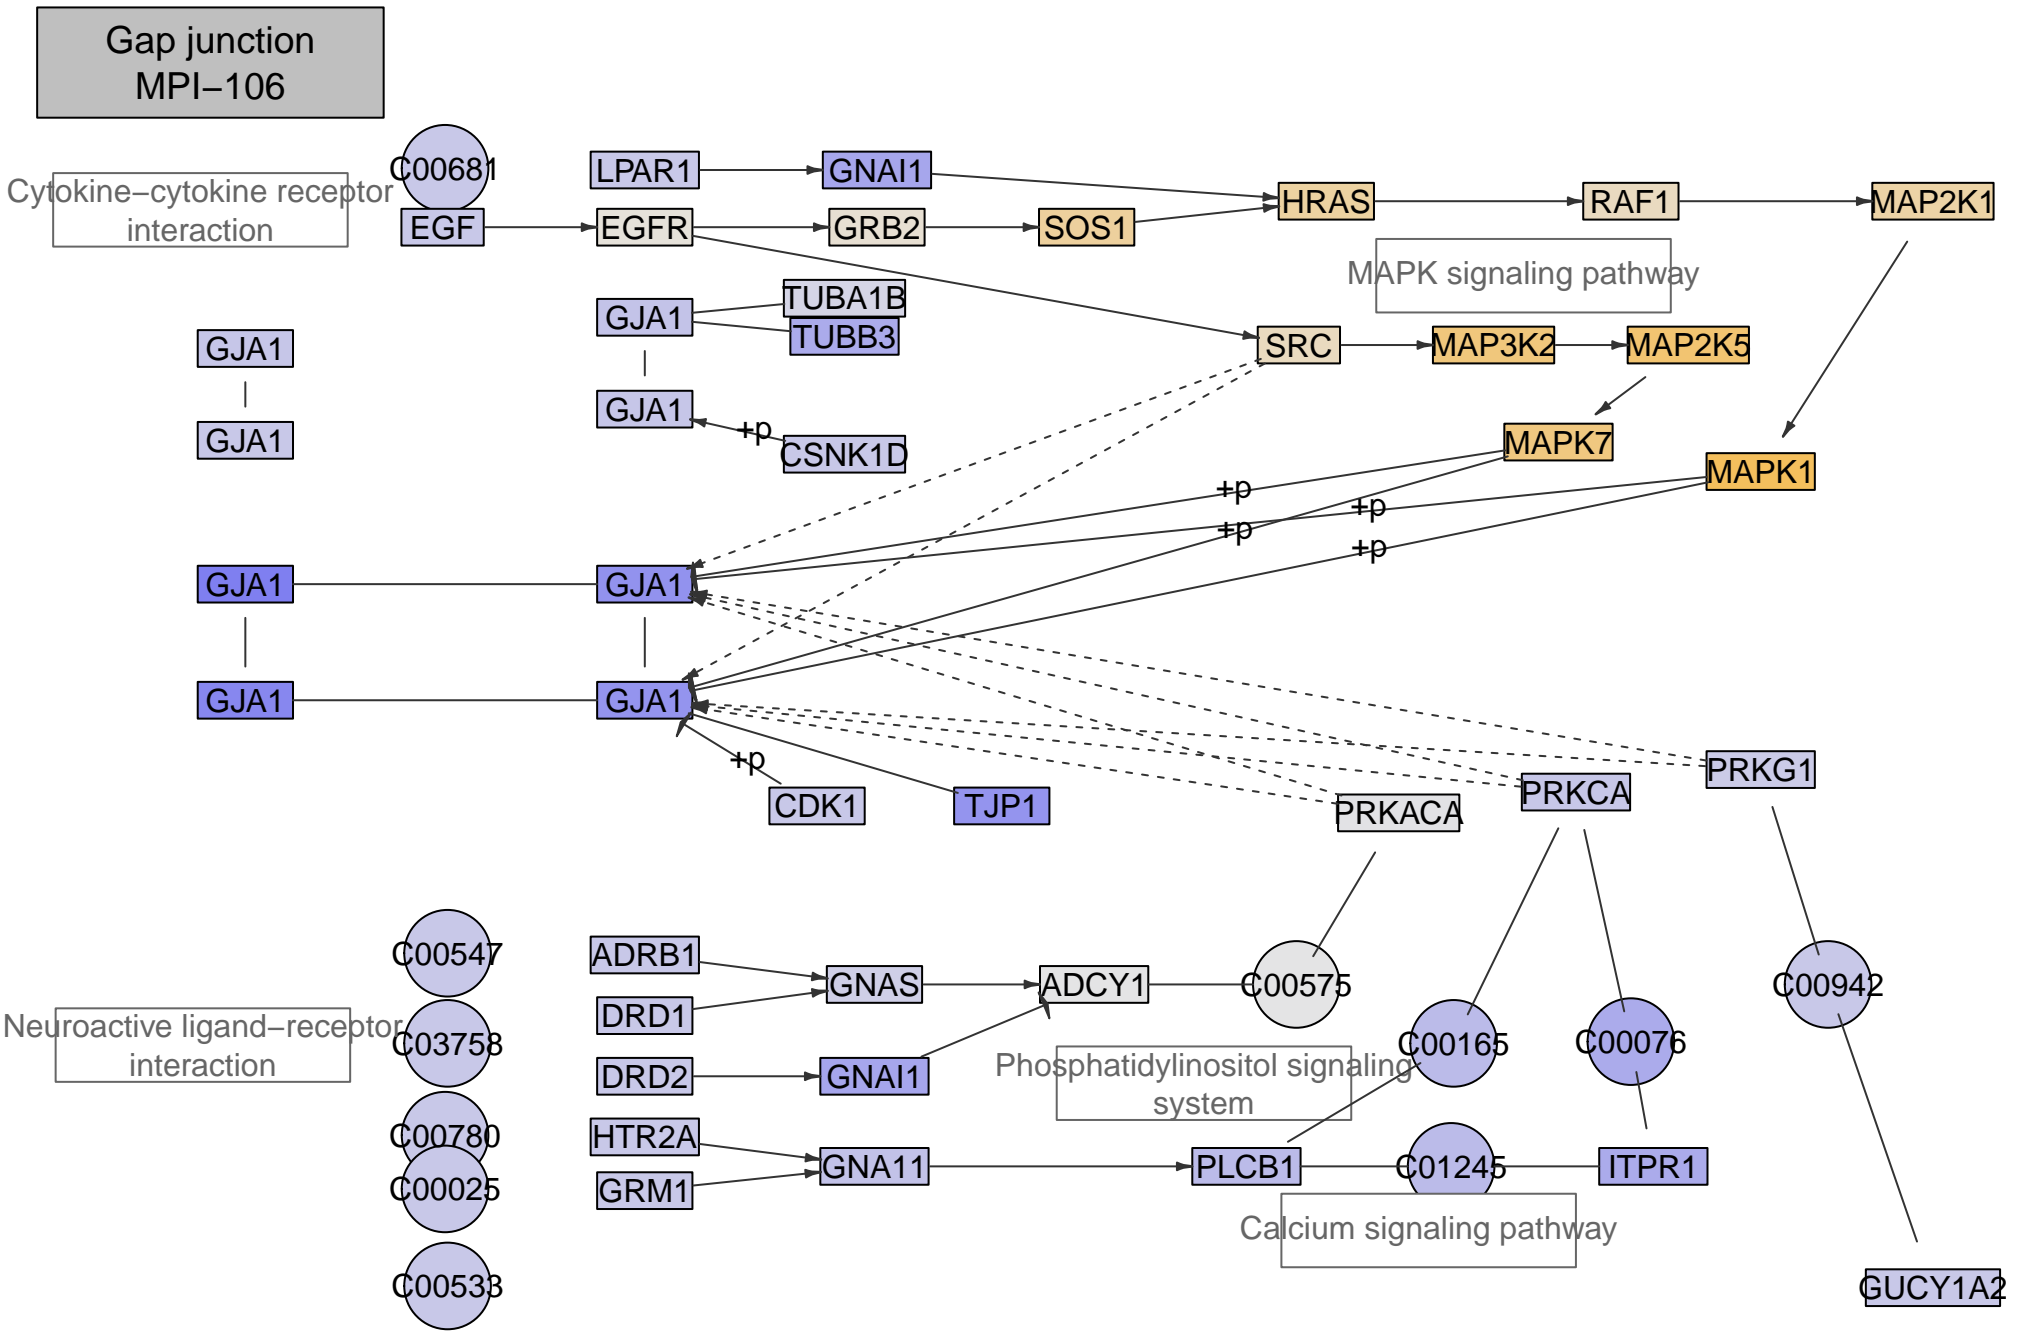 Gap junction
MPI−106
C00681
LPAR1
GNAI1
Cytokine−cytokine receptor
interaction
HRAS
RAF1
MAP2K1
EGF
EGFR
GRB2
SOS1
MAPK signaling pathway
TUBA1B
GJA1
TUBB3
GJA1
SRC
MAP3K2
MAP2K5
GJA1
+p
GJA1
CSNK1D
MAPK7
MAPK1
+p
+p
+p
+p
GJA1
GJA1
GJA1
GJA1
+p
PRKG1
CDK1
TJP1
PRKACA
PRKCA
C00547
ADRB1
GNAS
ADCY1
C00575
C00942
DRD1
Neuroactive ligand−receptor
interaction
C03758
C00165
C00076
DRD2
GNAI1
Phosphatidylinositol signaling
system
C00780
HTR2A
GNA11
PLCB1
C01245
ITPR1
C00025
GRM1
Calcium signaling pathway
C00533
GUCY1A2